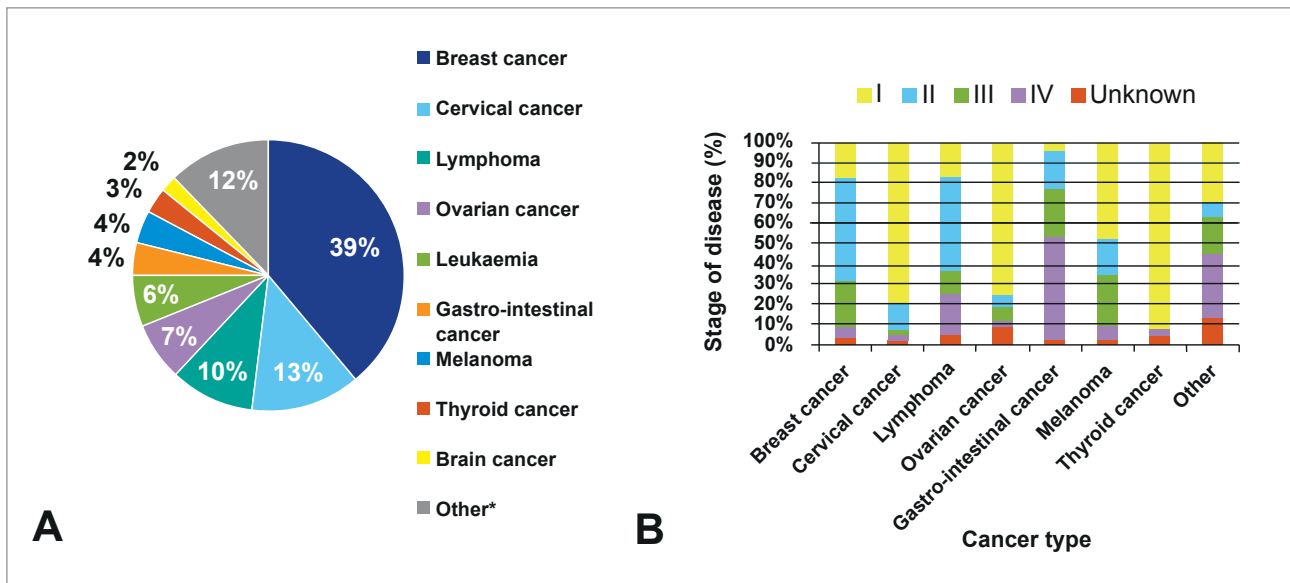 Breast cancer
Cervical cancer
Lymphoma
Ovarian cancer
Leukaemia
Gastro-intestinal
cancer
Melanoma
Thyroid cancer
Brain cancer
Other*
39%
13%
10%
7%
6%
4%
4%
3%
2%
12%
A
I II III IV Unknown
Stage of disease (%)
100%
90%
80%
70%
60%
50%
40%
30%
20%
10%
0%
Breast cancer
Cervical cancer
Lymphoma
Ovarian cancer
Gastro-intestinal cancer
Melanoma
Thyroid cancer
Other
Cancer type
B